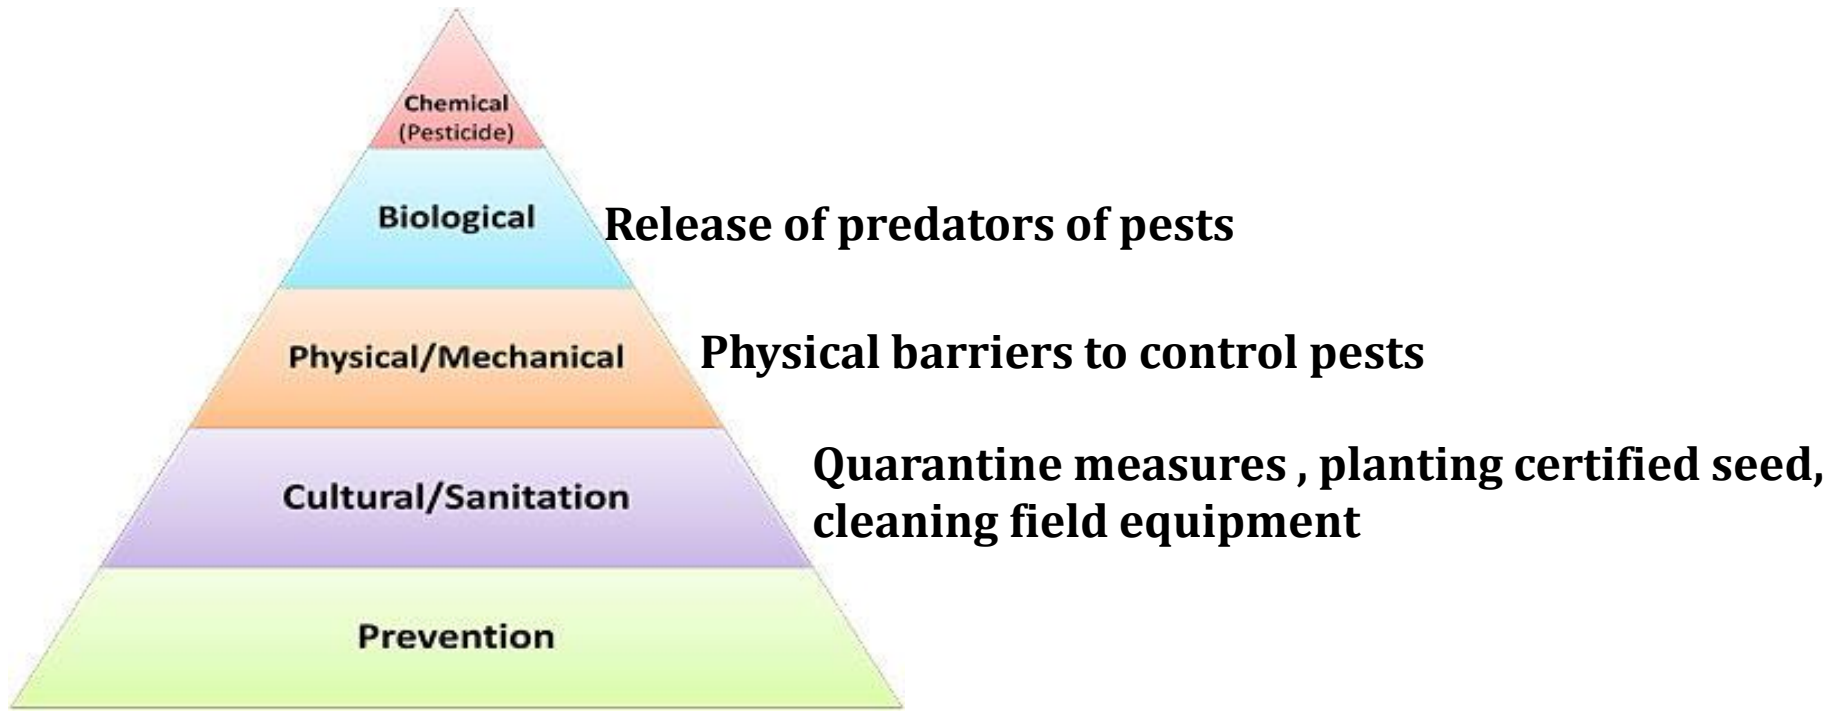 Chemical
(Pesticide)
Biological
Release of predators of pests
Physical/Mechanical
Physical barriers to control pests
Cultural/Sanitation
Quarantine measures , planting certified seed,
cleaning field equipment
Prevention